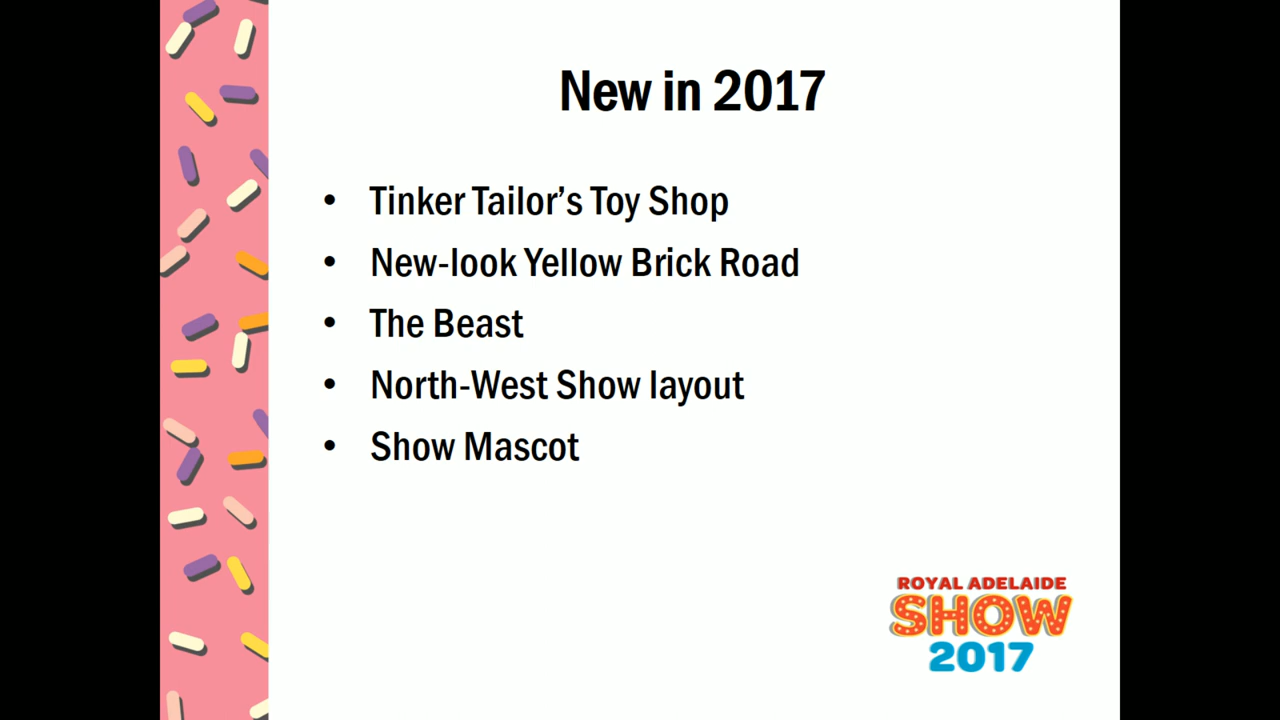 New in 2017
• Tinker Tailor’s Toy Shop
• New-look Yellow Brick Road
• The Beast
• North-West Show layout
• Show Mascot
ROYAL ADELAIDE
SHOW
2017